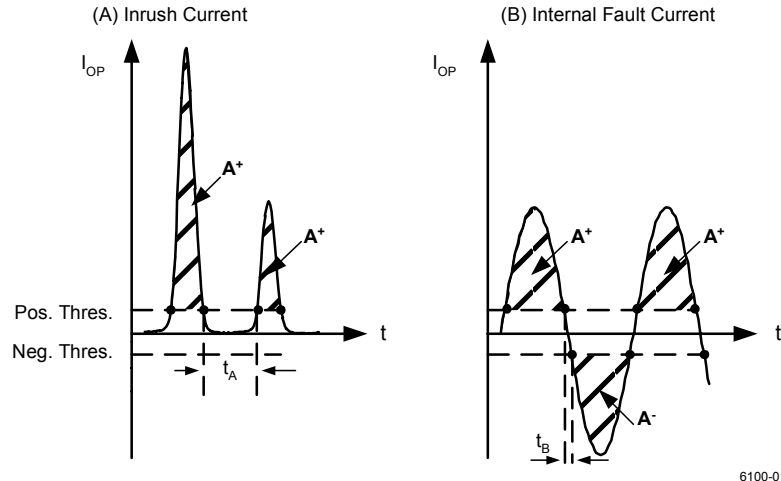 (A) Inrush Current
(B) Internal Fault Current
I_OP
A⁺
A⁺
Pos. Thres.
Neg. Thres.
t
t_A
I_OP
A⁺
A⁺
t
A⁻
t_B
6100-0